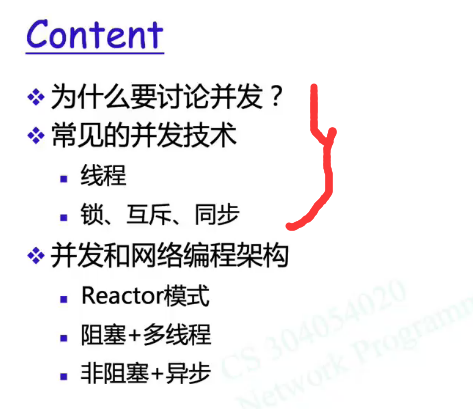 Content
为什么要讨论并发？
常见的并发技术
线程
锁、互斥、同步
并发和网络编程架构
Reactor模式
阻塞+多线程
非阻塞+异步
CS 304054020
Network Programm